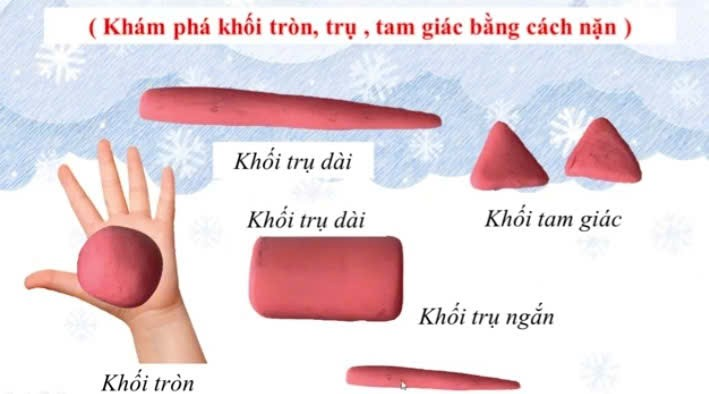 ( Khám phá khối tròn, trụ , tam giác bằng cách nặn )
Khối trụ dài
Khối trụ dài
Khối tam giác
Khối trụ ngắn
Khối tròn